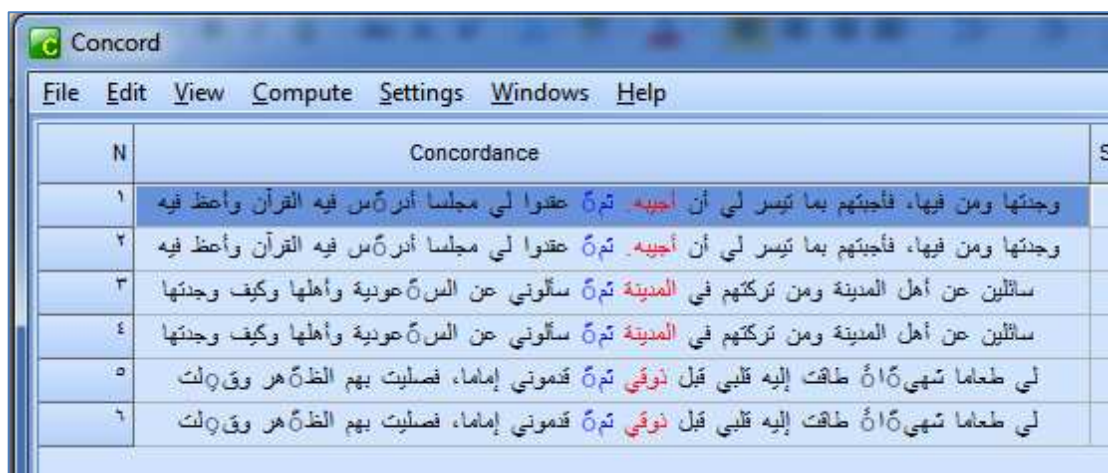 Concord
File Edit View Compute Settings Windows Help
N Concordance S
١ وجدتها ومن فيها، فأجبتهم بما تيسر لي أن أجيبه. ثمّ عقدوا لي مجلسا أدرّس فيه القرآن وأعظ فيه
٢ وجدتها ومن فيها، فأجبتهم بما تيسر لي أن أجيبه. ثمّ عقدوا لي مجلسا أدرّس فيه القرآن وأعظ فيه
٣ سائلين عن أهل المدينة ومن تركتهم في المدينة ثمّ سألوني عن السّعودية وأهلها وكيف وجدتها
٤ سائلين عن أهل المدينة ومن تركتهم في المدينة ثمّ سألوني عن السّعودية وأهلها وكيف وجدتها
٥ لي طعاما شهيّاً طاقت إليه قلبي قبل ذوقي ثمّ قدموني إماما، فصليت بهم الظّهر وقِلت
٦ لي طعاما شهيّاً طاقت إليه قلبي قبل ذوقي ثمّ قدموني إماما، فصليت بهم الظّهر وقِلت